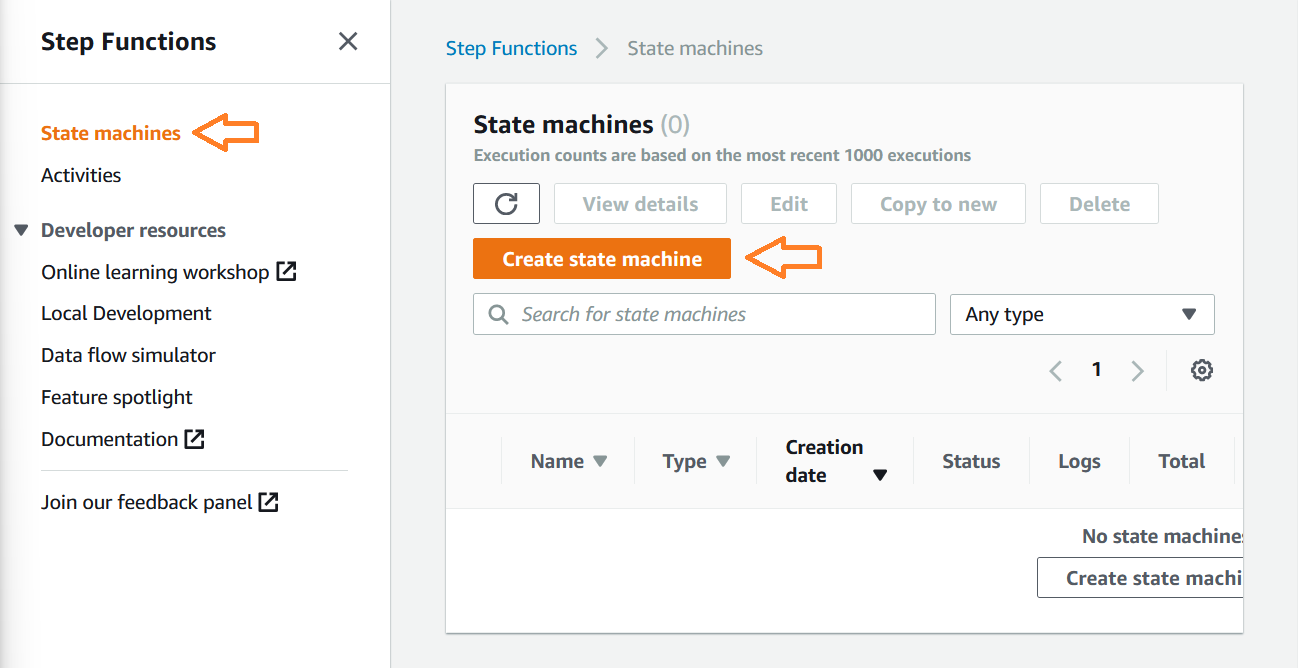 Step Functions
State machines
Activities
Developer resources
Online learning workshop
Local Development
Data flow simulator
Feature spotlight
Documentation
Join our feedback panel
Step Functions > State machines
State machines (0)
Execution counts are based on the most recent 1000 executions
View details Edit Copy to new Delete
Create state machine
Search for state machines Any type
1
Name Type Creation date Status Logs Total
No state machines
Create state machi